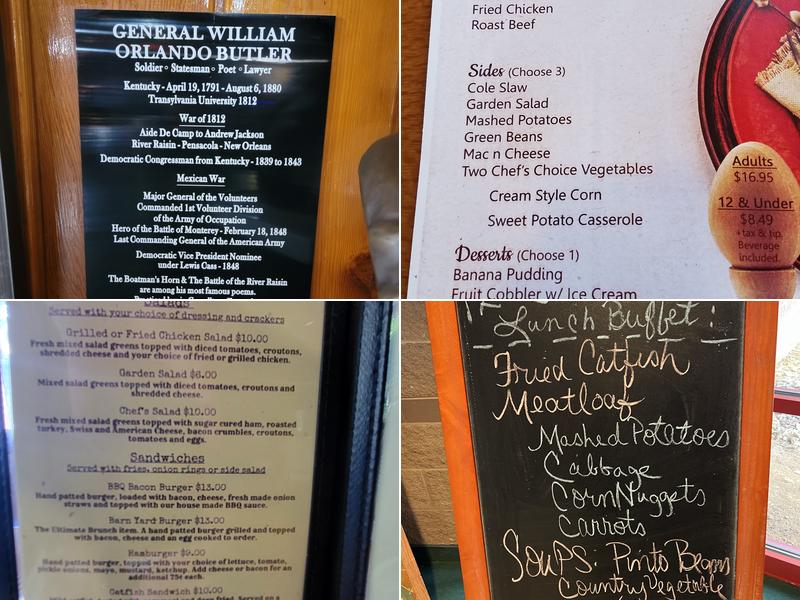 GENERAL WILLIAM
ORLANDO BUTLER
Soldier ◦ Statesman ◦ Poet ◦ Lawyer
Kentucky - April 19, 1791 - August 6, 1880
Transylvania University 1812
War of 1812
Aide De Camp to Andrew Jackson
River Raisin - Pensacola - New Orleans
Democratic Congressman from Kentucky - 1839 to 1843
Mexican War
Major General of the Volunteers
Commanded 1st Volunteer Division
of the Army of Occupation
Hero of the Battle of Monterey - February 18, 1848
Last Commanding General of the American Army
Democratic Vice President Nominee
under Lewis Cass - 1848
The Boatman's Horn & The Battle of the River Raisin
are among his most famous poems.
Fried Chicken
Roast Beef
Sides (Choose 3)
Cole Slaw
Garden Salad
Mashed Potatoes
Green Beans
Mac n Cheese
Two Chef's Choice Vegetables
Cream Style Corn
Sweet Potato Casserole
Desserts (Choose 1)
Banana Pudding
Fruit Cobbler w/ Ice Cream
Adults
$16.95
12 & Under
$8.49
+tax & tip.
Beverage
included.
Salads
Served with your choice of dressing and crackers
Grilled or Fried Chicken Salad $10.00
Fresh mixed salad greens topped with diced tomatoes, croutons,
shredded cheese and your choice of fried or grilled chicken.
Garden Salad $6.00
Mixed salad greens topped with diced tomatoes, croutons and
shredded cheese.
Chef's Salad $10.00
Fresh mixed salad greens topped with sugar cured ham, roasted
turkey, Swiss and American Cheese, bacon crumbles, croutons,
tomatoes and eggs.
Sandwiches
Served with fries, onion rings or side salad
BBQ Bacon Burger $13.00
Hand patted burger, loaded with bacon, cheese, fresh made onion
straws and topped with our house made BBQ sauce.
Barn Yard Burger $13.00
The Ultimate Brunch item. A hand patted burger grilled and topped
with bacon, cheese and an egg cooked to order.
Hamburger $9.00
Hand patted burger, topped with your choice of lettuce, tomato,
pickle onions, mayo, mustard, ketchup. Add cheese or bacon for an
additional 75¢ each.
Catfish Sandwich $10.00
Lunch Buffet:
Fried Catfish
Meatloaf
Mashed Potatoes
Cabbage
Corn Nuggets
Carrots
Soups: Pinto Beans
Country Vegetable